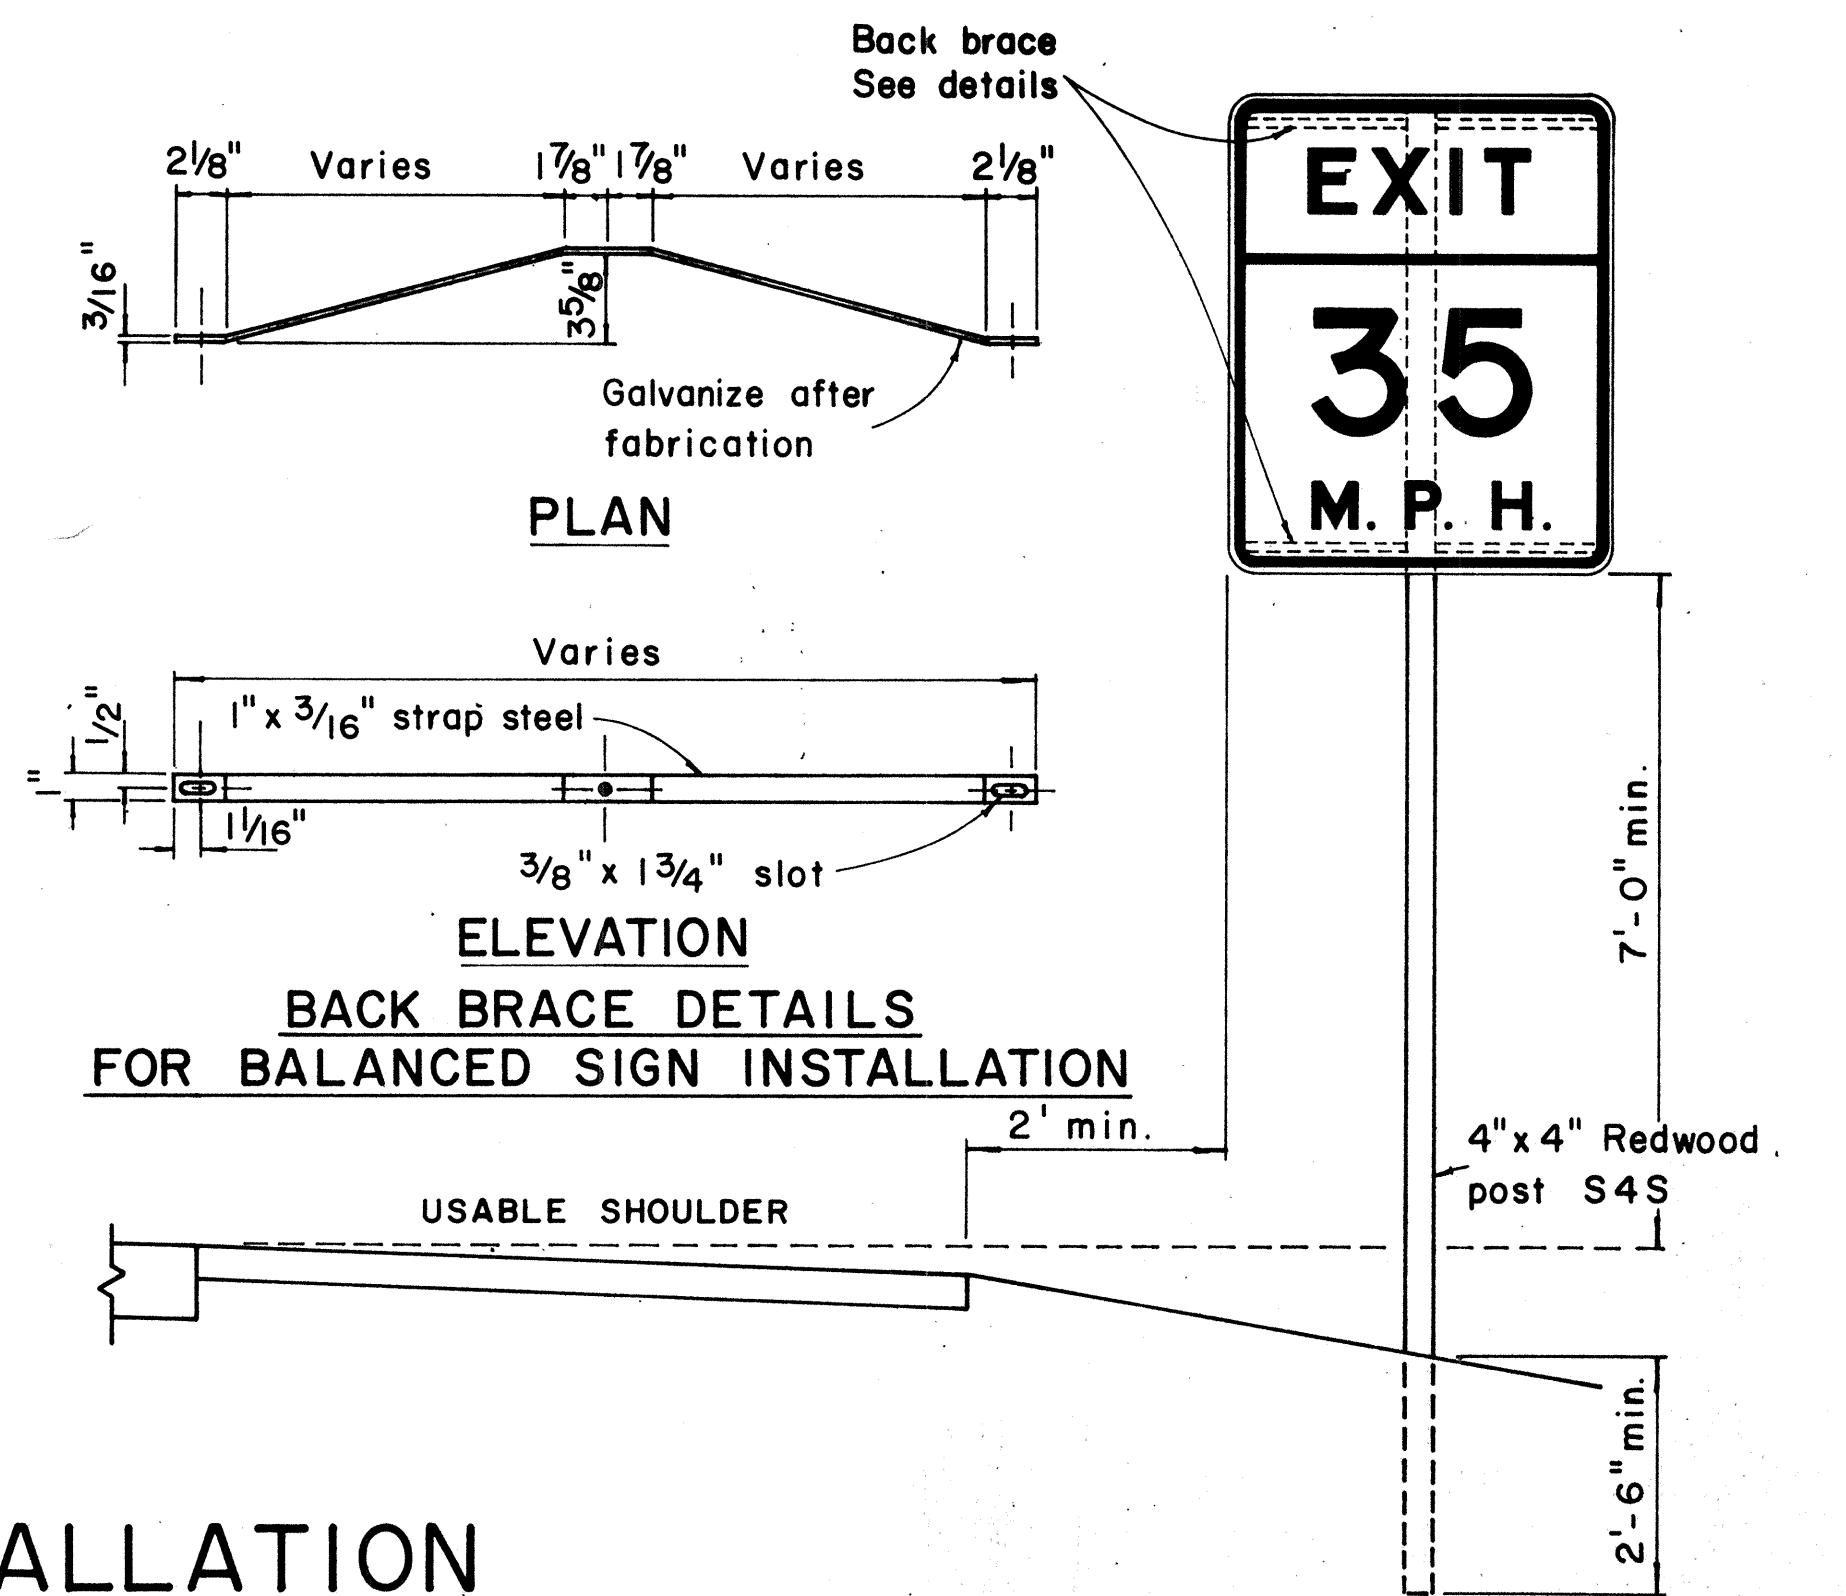 Back brace
See details
2 1/8" Varies 1 7/8" 1 7/8" Varies 2 1/8"
3/16"
3 5/8"
Galvanize after
fabrication
PLAN
EXIT
35
M. P. H.
Varies
1" x 3/16" strap steel
1/2"
1"
1 1/16"
3/8" x 1 3/4" slot
ELEVATION
BACK BRACE DETAILS
FOR BALANCED SIGN INSTALLATION
7'-0" min.
2' min.
4" x 4" Redwood
post S4S
USABLE SHOULDER
2'-6" min.
ALLATION